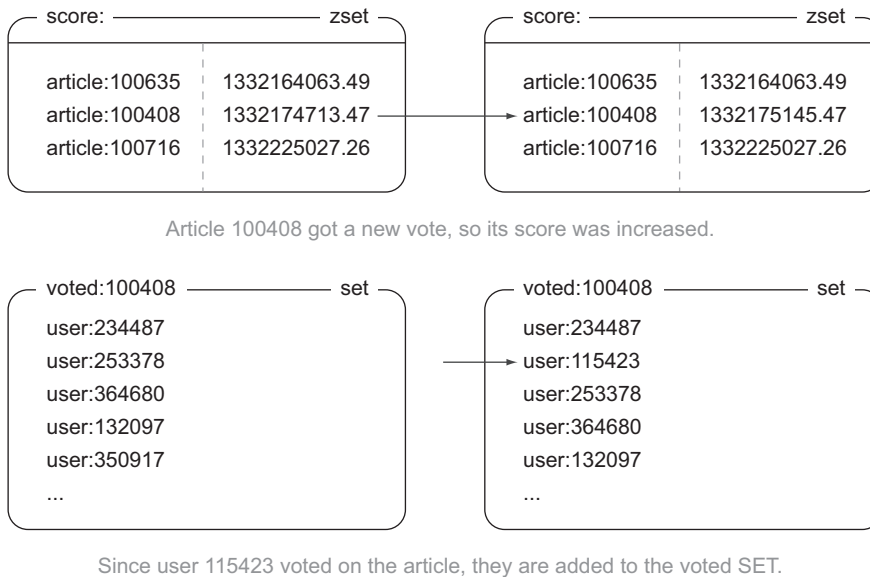 score: zset
article:100635 1332164063.49
article:100408 1332174713.47
article:100716 1332225027.26
score: zset
article:100635 1332164063.49
article:100408 1332175145.47
article:100716 1332225027.26
Article 100408 got a new vote, so its score was increased.
voted:100408 set
user:234487
user:253378
user:364680
user:132097
user:350917
...
voted:100408 set
user:234487
user:115423
user:253378
user:364680
user:132097
...
Since user 115423 voted on the article, they are added to the voted SET.